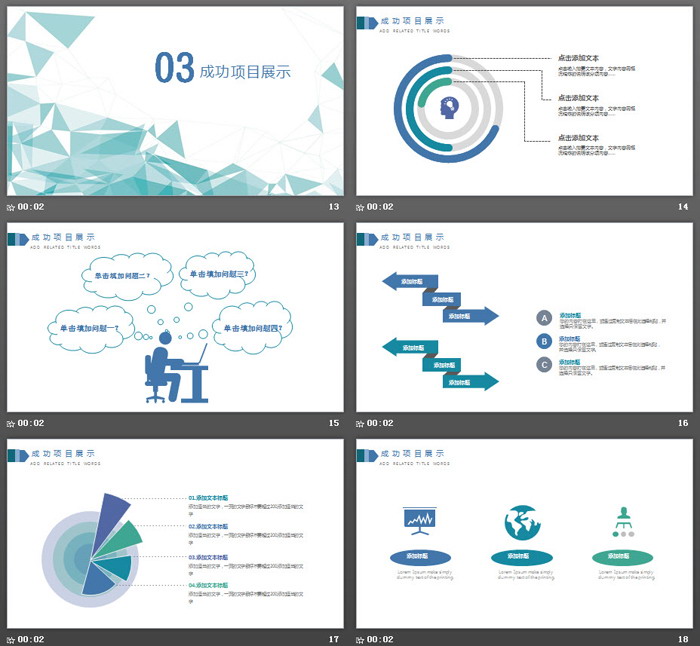 03 成功项目展示
00:02
13
成功项目展示
ADD RELATED TITLE WORDS
点击添加文本
点击添加文本
点击添加文本
00:02
14
成功项目展示
ADD RELATED TITLE WORDS
单击填加问题二?
单击填加问题三?
单击填加问题一?
单击填加问题四?
00:02
15
成功项目展示
ADD RELATED TITLE WORDS
添加标题
添加标题
添加标题
添加标题
添加标题
添加标题
A
添加标题
B
添加标题
C
添加标题
00:02
16
成功项目展示
ADD RELATED TITLE WORDS
01.添加文本标题
02.添加文本标题
03.添加文本标题
04.添加文本标题
00:02
17
成功项目展示
ADD RELATED TITLE WORDS
添加标题
添加标题
添加标题
Lorem Ipsum make simply
dummy text of the printing
Lorem Ipsum make simply
dummy text of the printing
Lorem Ipsum make simply
dummy text of the printing
00:02
18